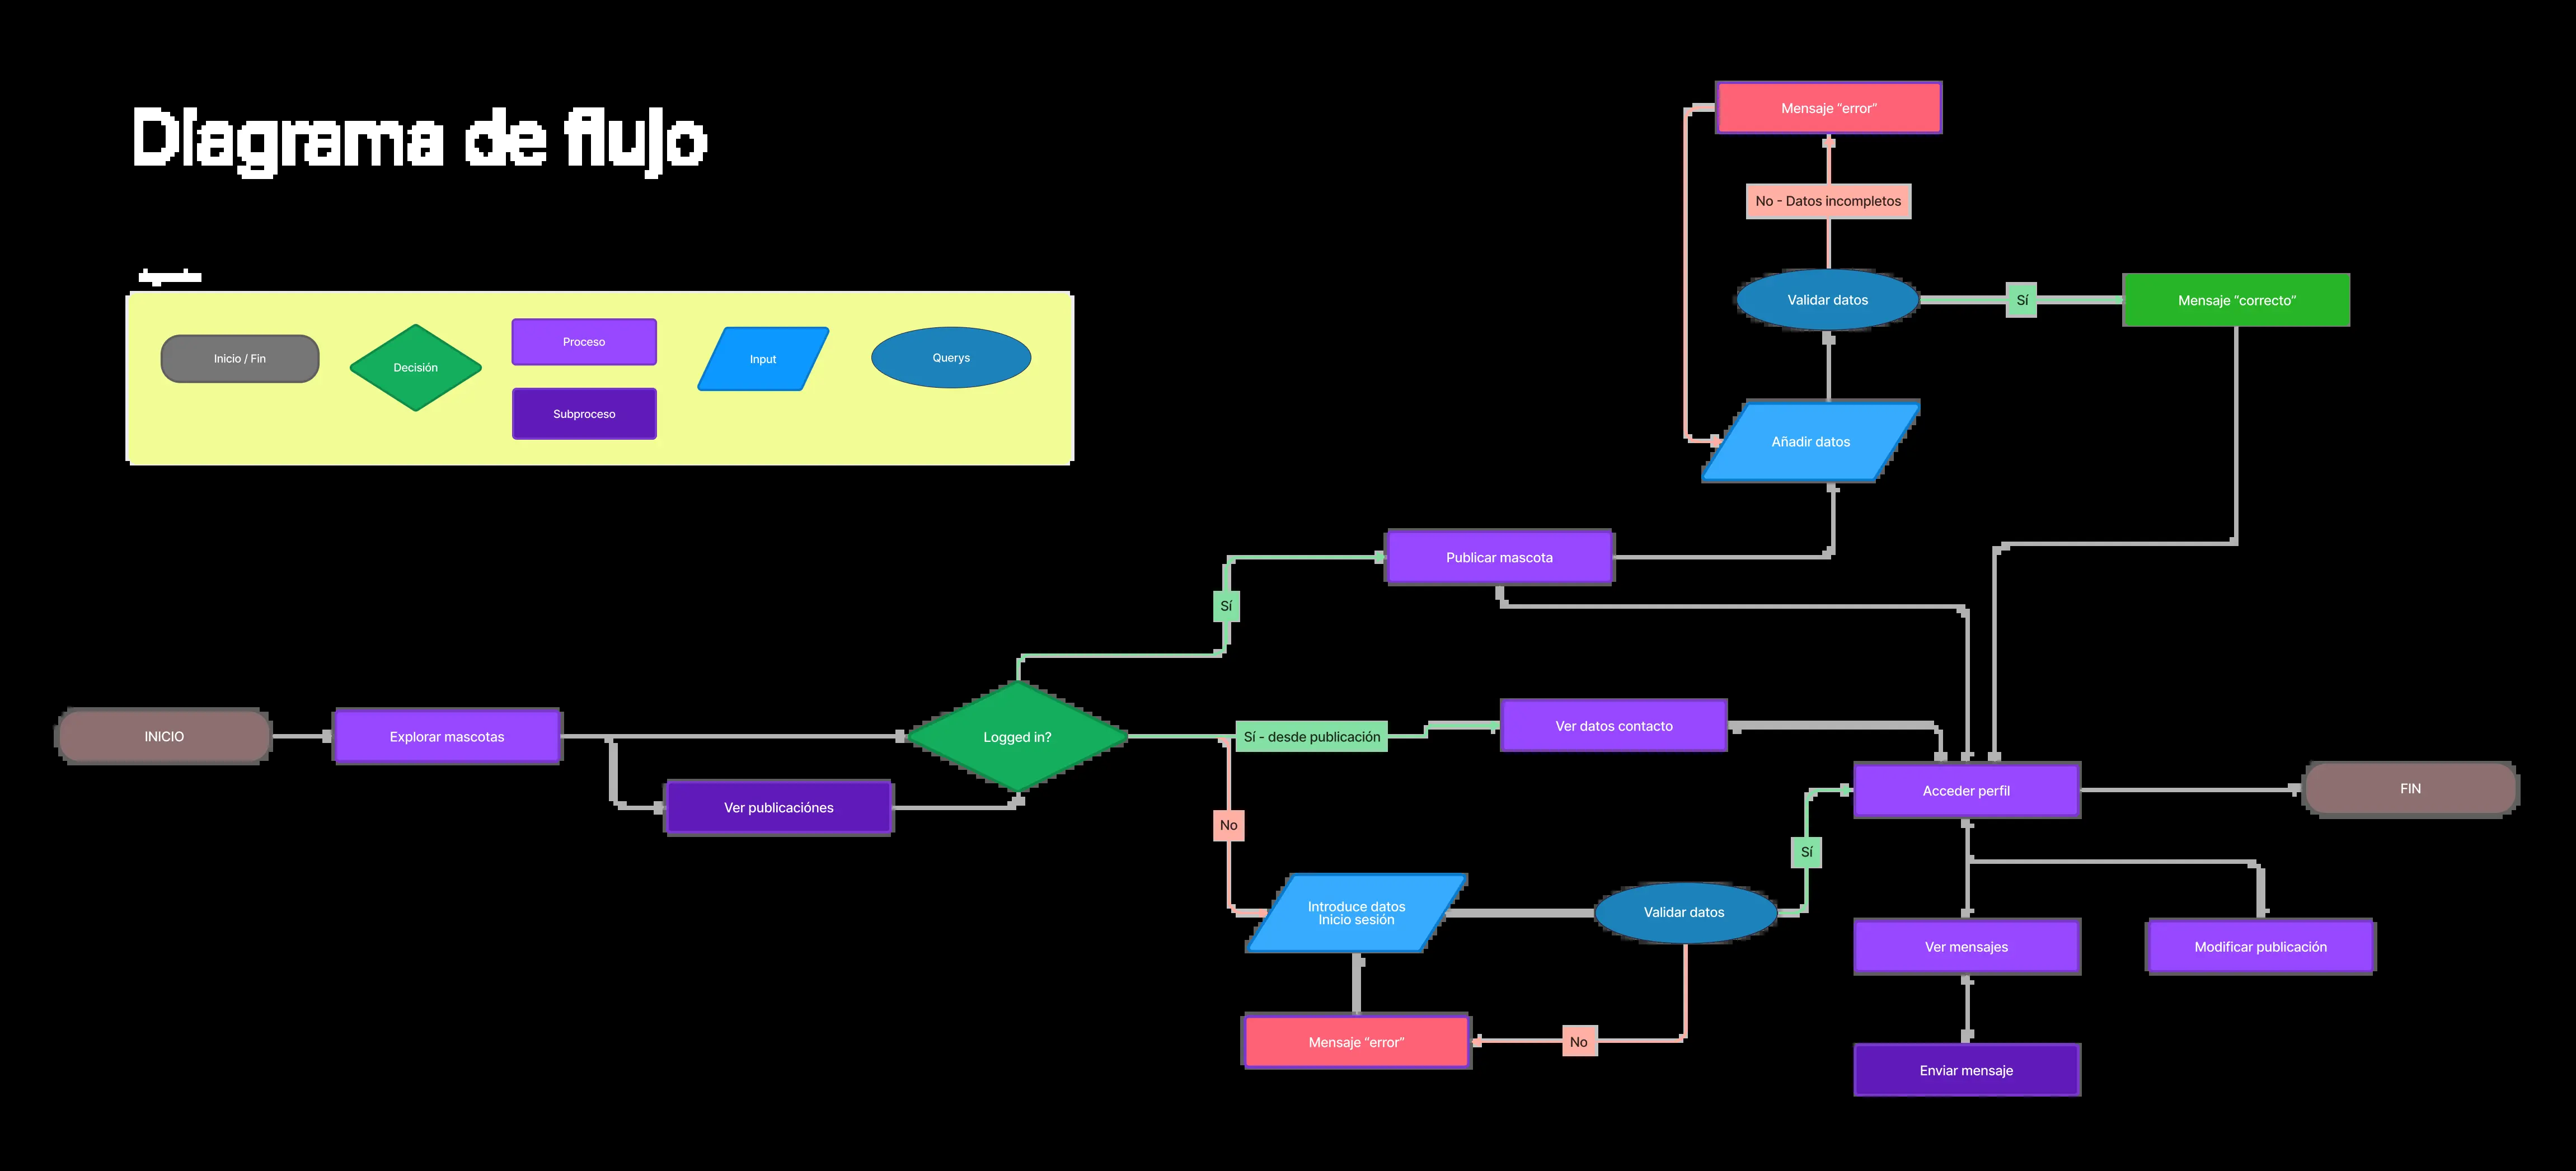 Diagrama de flujo
Inicio / Fin
Decisión
Proceso
Subproceso
Input
Querys
Mensaje “error”
No - Datos incompletos
Validar datos
Sí
Mensaje “correcto”
Añadir datos
Publicar mascota
Sí
INICIO
Explorar mascotas
Logged in?
Sí - desde publicación
Ver datos contacto
Ver publicaciónes
No
Sí
Acceder perfil
FIN
Introduce datos
Inicio sesión
Validar datos
Ver mensajes
Modificar publicación
Mensaje “error”
No
Enviar mensaje